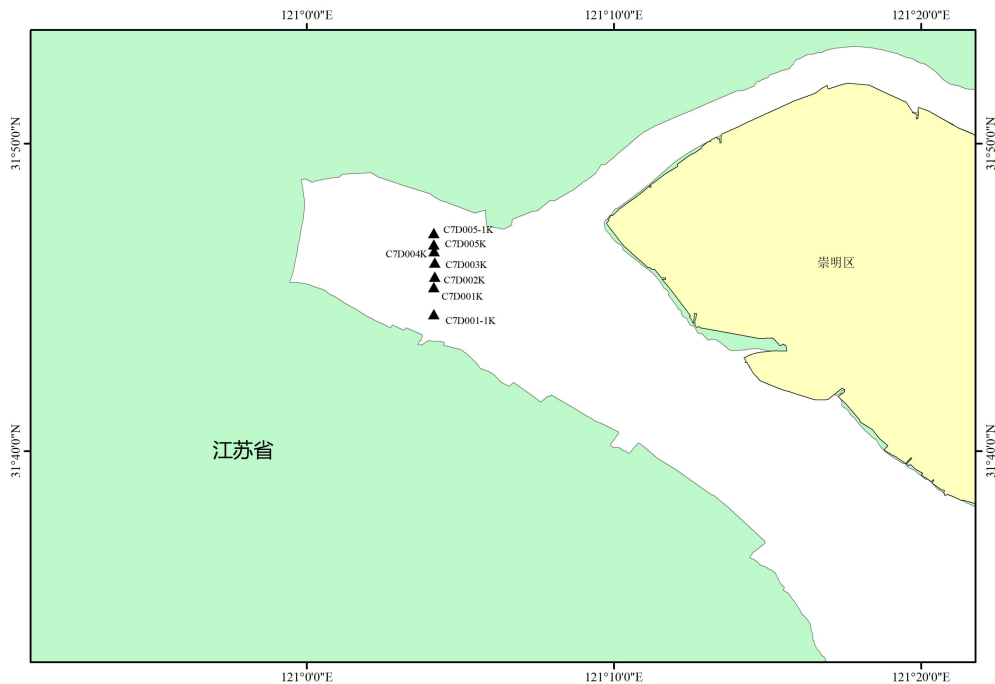 121°0'0"E
121°10'0"E
121°20'0"E
31°50'0"N
31°50'0"N
C7D005-1K
C7D005K
C7D004K
C7D003K
C7D002K
C7D001K
C7D001-1K
崇明区
江苏省
31°40'0"N
31°40'0"N
121°0'0"E
121°10'0"E
121°20'0"E